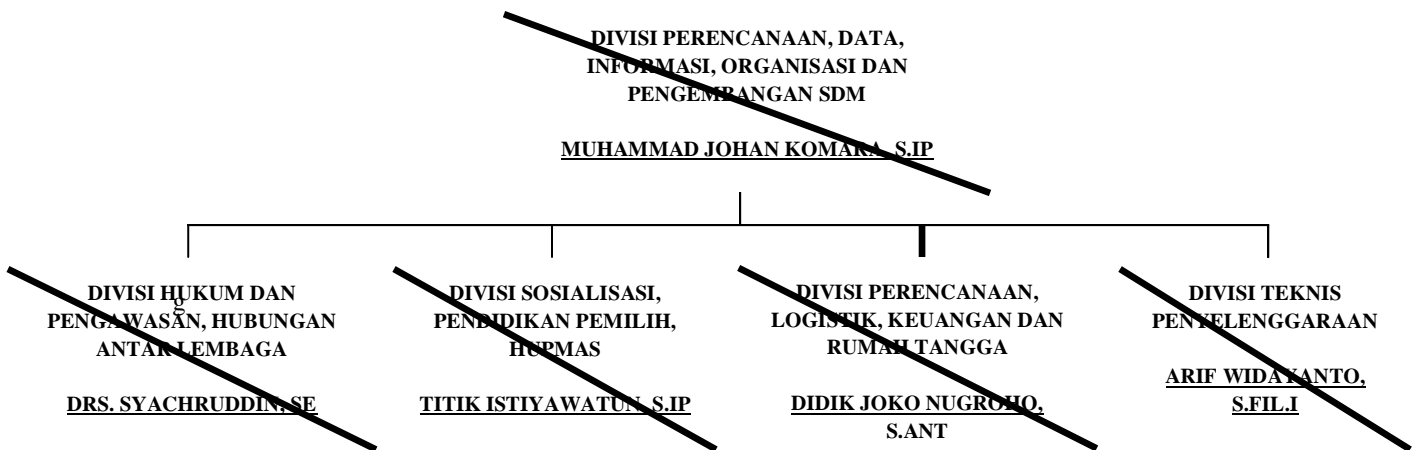 DIVISI PERENCANAAN, DATA,
INFORMASI, ORGANISASI DAN
PENGEMBANGAN SDM
MUHAMMAD JOHAN KOMARA, S.IP
DIVISI HUKUM DAN
g
PENGAWASAN, HUBUNGAN
ANTAR LEMBAGA
DRS. SYACHRUDDIN, SE
DIVISI SOSIALISASI,
PENDIDIKAN PEMILIH,
HUPMAS
TITIK ISTIYAWATUN, S.IP
DIVISI PERENCANAAN,
LOGISTIK, KEUANGAN DAN
RUMAH TANGGA
DIDIK JOKO NUGROHO,
S.ANT
DIVISI TEKNIS
PENYELENGGARAAN
ARIF WIDAYANTO,
S.FIL.I